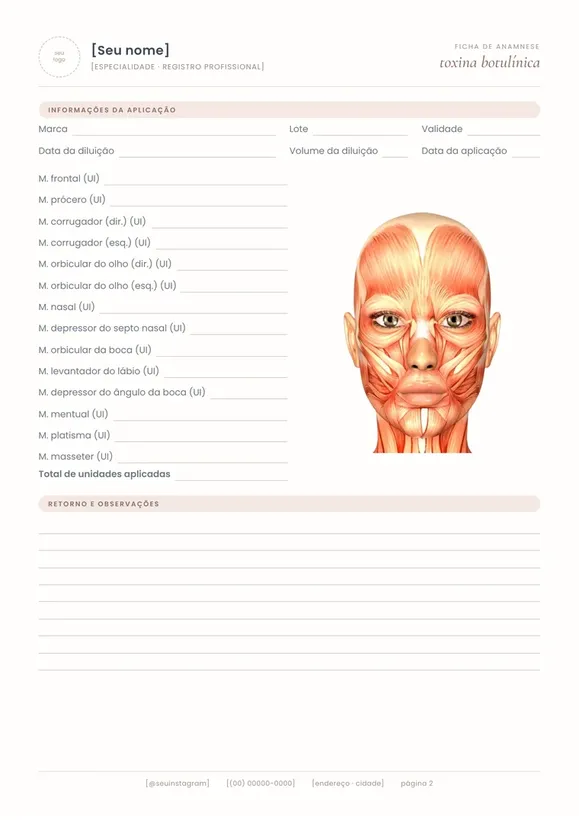 seu
logo
[Seu nome]
[ESPECIALIDADE · REGISTRO PROFISSIONAL]
FICHA DE ANAMNESE
toxina botulínica
INFORMAÇÕES DA APLICAÇÃO
Marca
Lote
Validade
Data da diluição
Volume da diluição
Data da aplicação
M. frontal (UI)
M. prócero (UI)
M. corrugador (dir.) (UI)
M. corrugador (esq.) (UI)
M. orbicular do olho (dir.) (UI)
M. orbicular do olho (esq.) (UI)
M. nasal (UI)
M. depressor do septo nasal (UI)
M. orbicular da boca (UI)
M. levantador do lábio (UI)
M. depressor do ângulo da boca (UI)
M. mentual (UI)
M. platisma (UI)
M. masseter (UI)
Total de unidades aplicadas
RETORNO E OBSERVAÇÕES
[@seuinstagram]
[(00) 00000-0000]
[endereço · cidade]
página 2